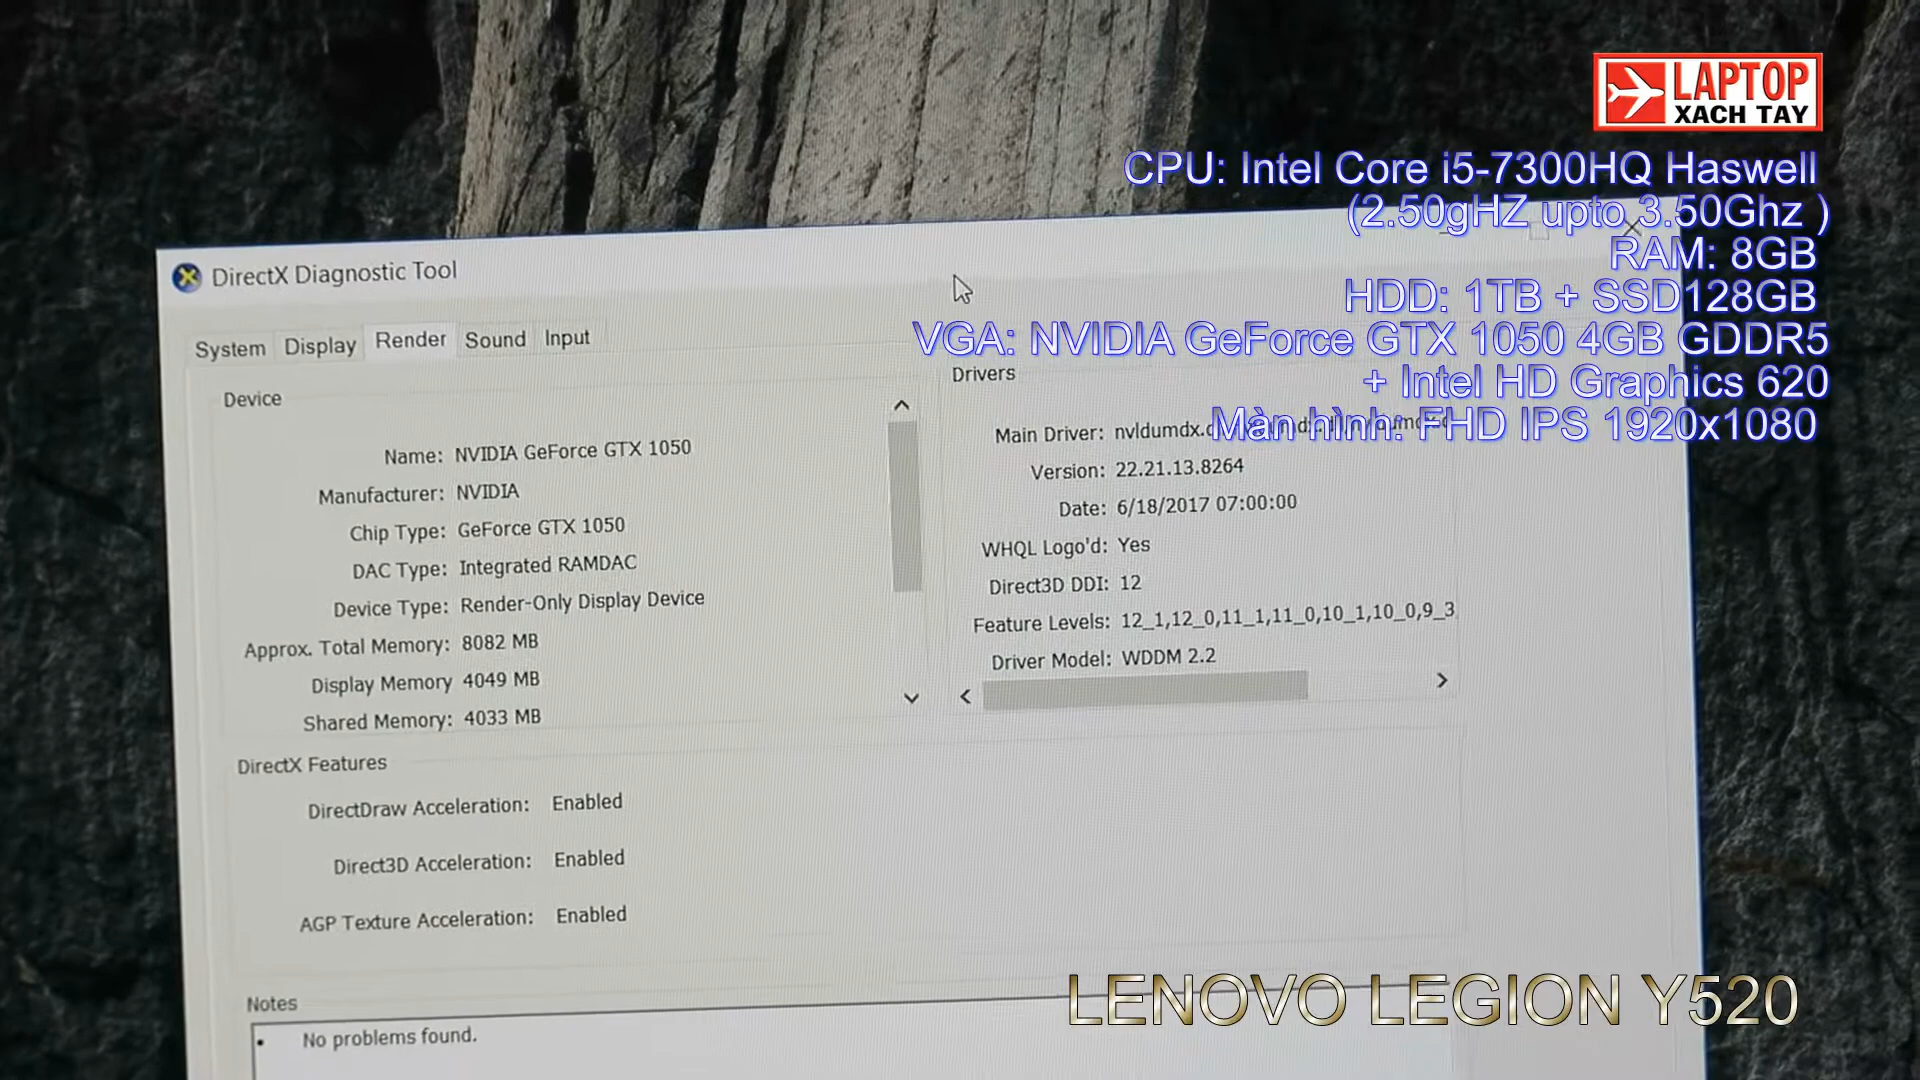 LAPTOP
XACH TAY
CPU: Intel Core i5-7300HQ Haswell
(2.50gHZ upto 3.50Ghz )
RAM: 8GB
HDD: 1TB + SSD128GB
VGA: NVIDIA GeForce GTX 1050 4GB GDDR5
+ Intel HD Graphics 620
Màn hình: FHD IPS 1920x1080
DirectX Diagnostic Tool
System Display Render Sound Input
Device
Name: NVIDIA GeForce GTX 1050
Manufacturer: NVIDIA
Chip Type: GeForce GTX 1050
DAC Type: Integrated RAMDAC
Device Type: Render-Only Display Device
Approx. Total Memory: 8082 MB
Display Memory 4049 MB
Shared Memory: 4033 MB
Drivers
Main Driver:
Version: 22.21.13.8264
Date: 6/18/2017 07:00:00
WHQL Logo'd: Yes
Direct3D DDI: 12
Feature Levels: 12_1,12_0,11_1,11_0,10_1,10_0,9_3
Driver Model: WDDM 2.2
DirectX Features
DirectDraw Acceleration: Enabled
Direct3D Acceleration: Enabled
AGP Texture Acceleration: Enabled
Notes
• No problems found.
LENOVO LEGION Y520